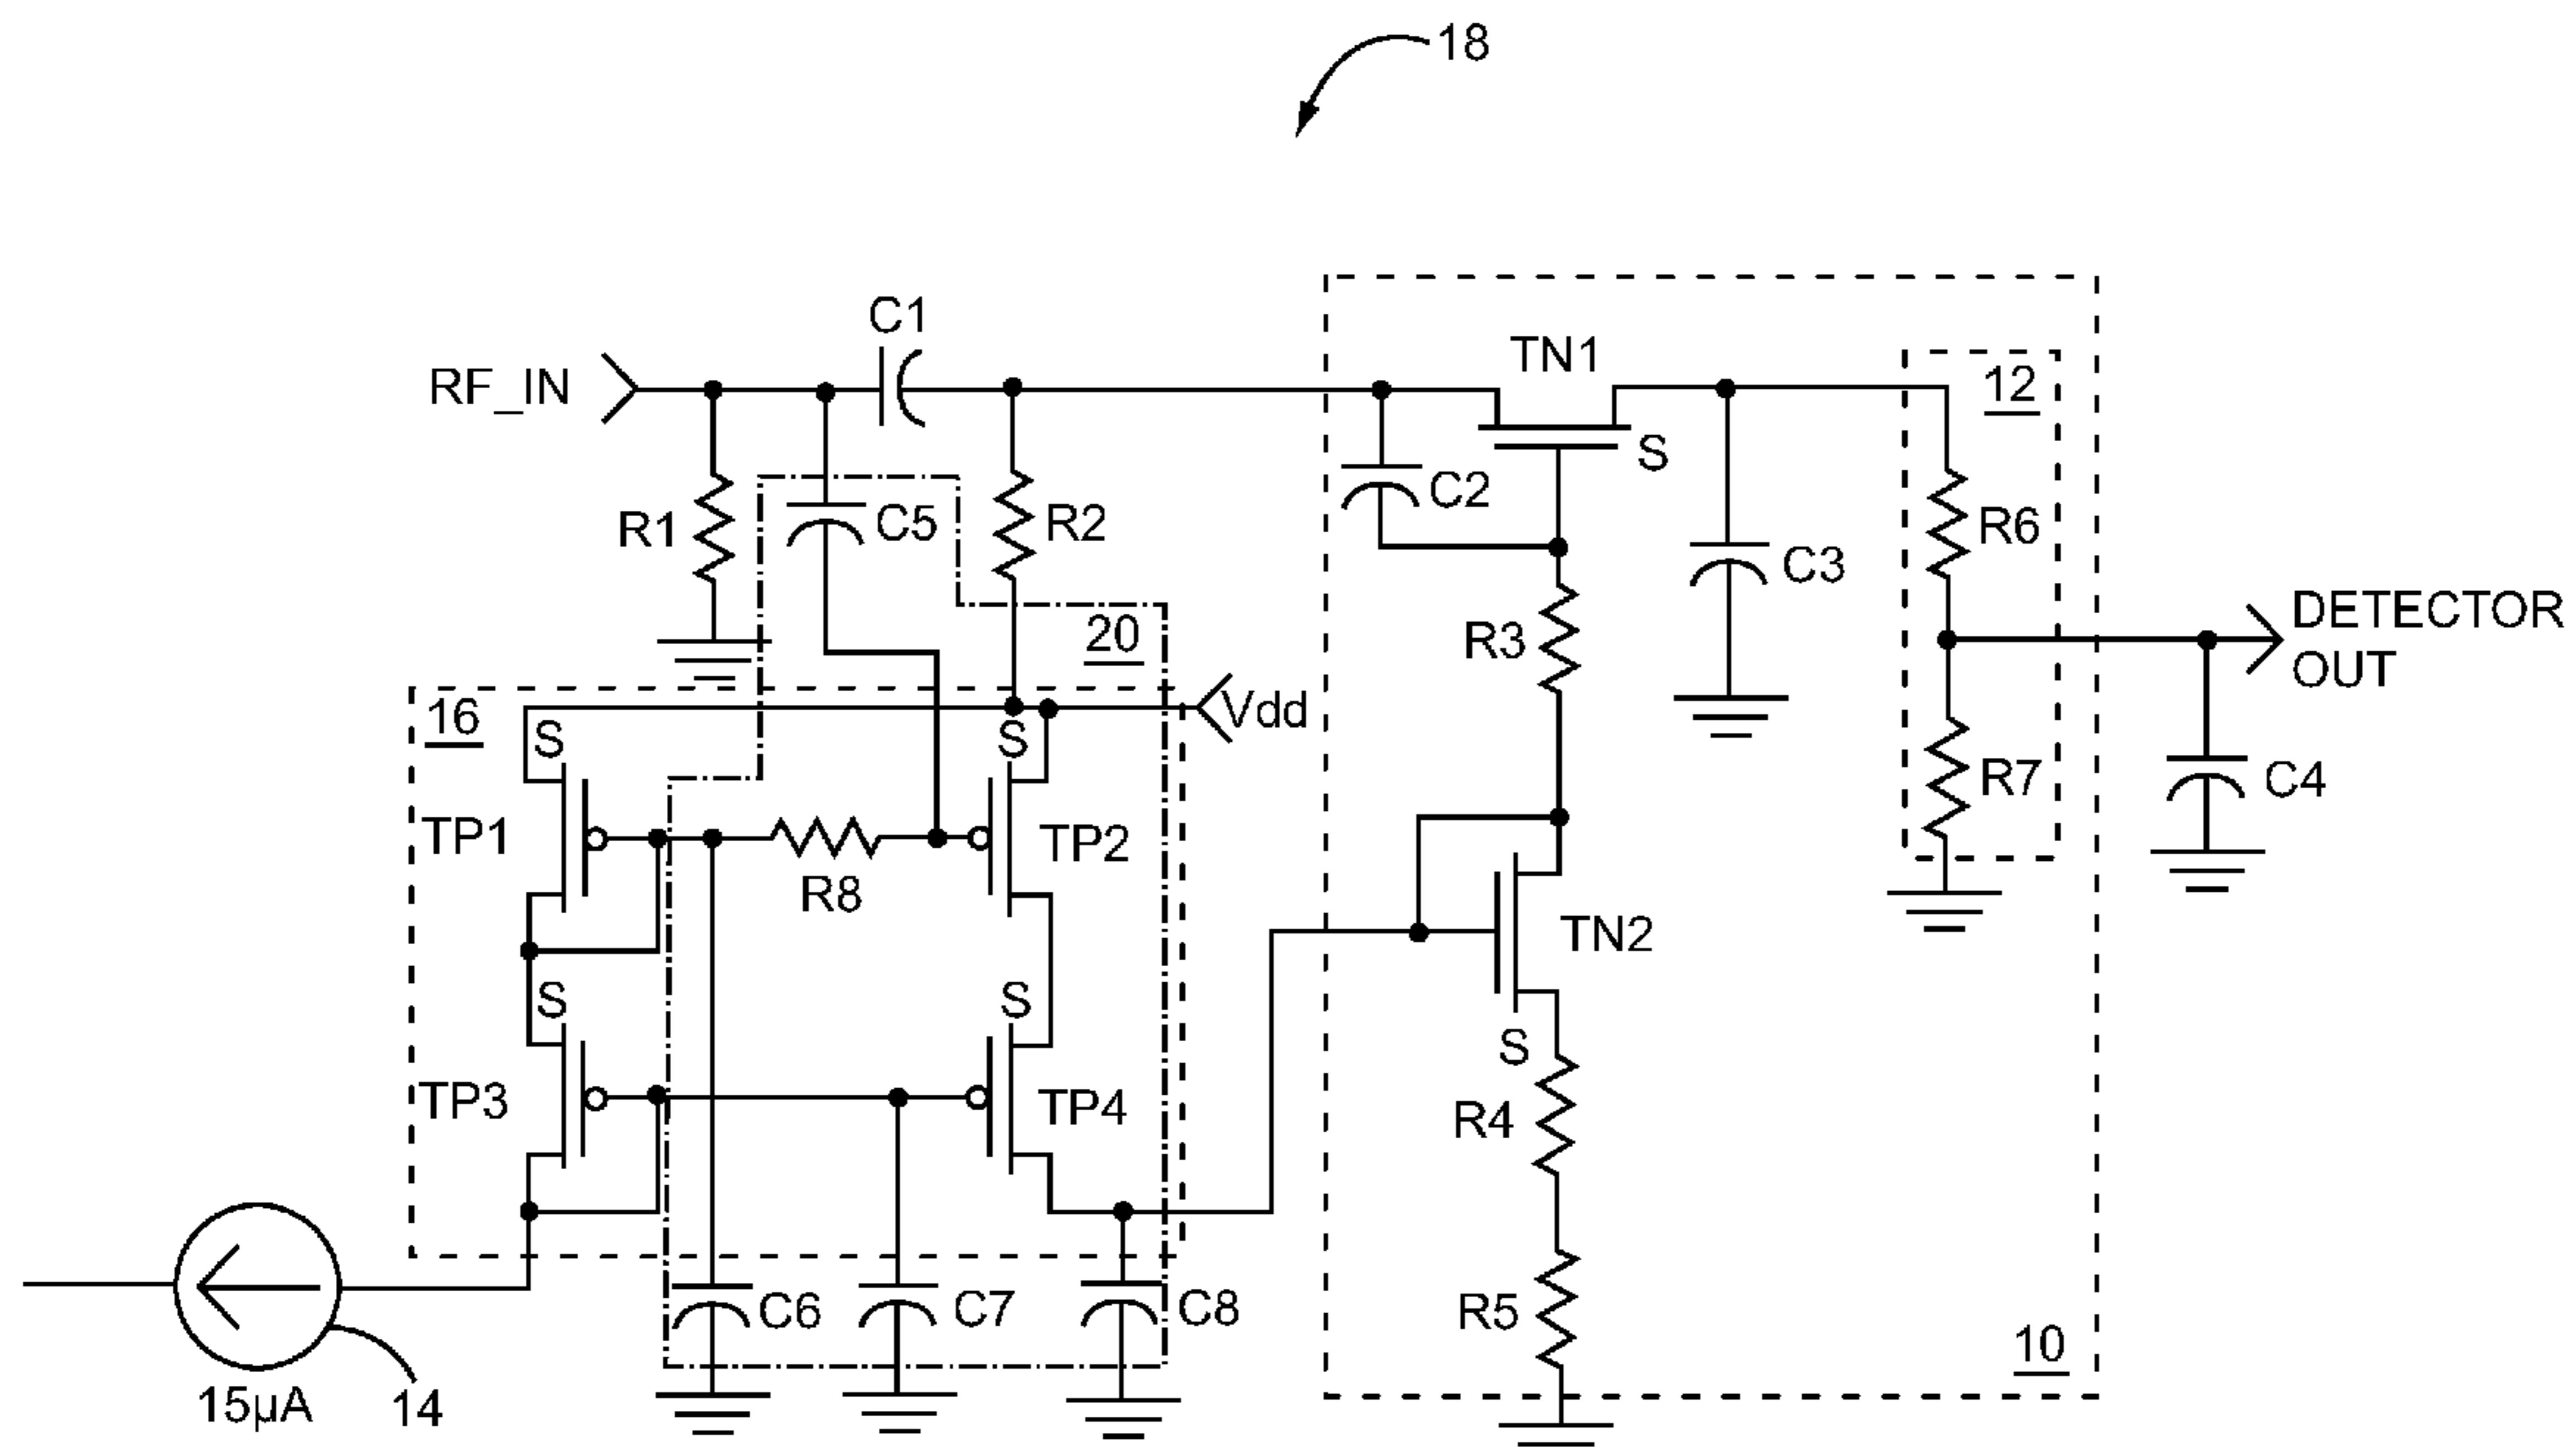 18
C1
RF_IN
TN1
12
S
C2
C5
R1
R2
R6
C3
DETECTOR
OUT
20
R3
16
Vdd
S
S
R7
C4
TP1
TP2
R8
TN2
S
S
S
TP3
TP4
R4
C6
C7
C8
R5
10
15µA
14